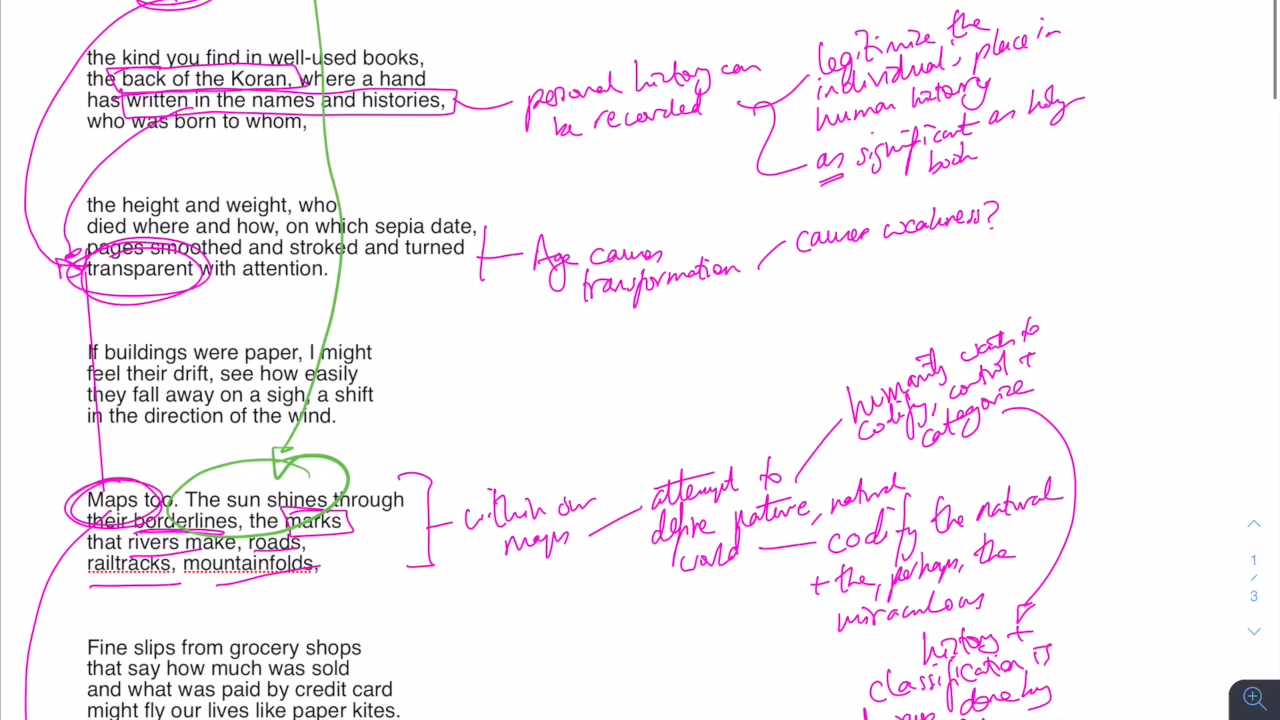 the kind you find in well-used books,
the back of the Koran, where a hand
has written in the names and histories,
who was born to whom,
personal history can
be recorded
legitimize the
individual's place in
human history
as significant as holy
book
the height and weight, who
died where and how, on which sepia date,
pages smoothed and stroked and turned
transparent with attention.
Age causes
transformation
causes weakness?
If buildings were paper, I might
feel their drift, see how easily
they fall away on a sigh, a shift
in the direction of the wind.
humanity wants to
codify, control +
categorize
Maps too. The sun shines through
their borderlines, the marks
that rivers make, roads,
railtracks, mountainfolds,
within our
maps
attempt to
define nature, natural
world
codify the natural
+ the, perhaps, the
miraculous
history +
classification is
done by
Fine slips from grocery shops
that say how much was sold
and what was paid by credit card
might fly our lives like paper kites.
1
/
3